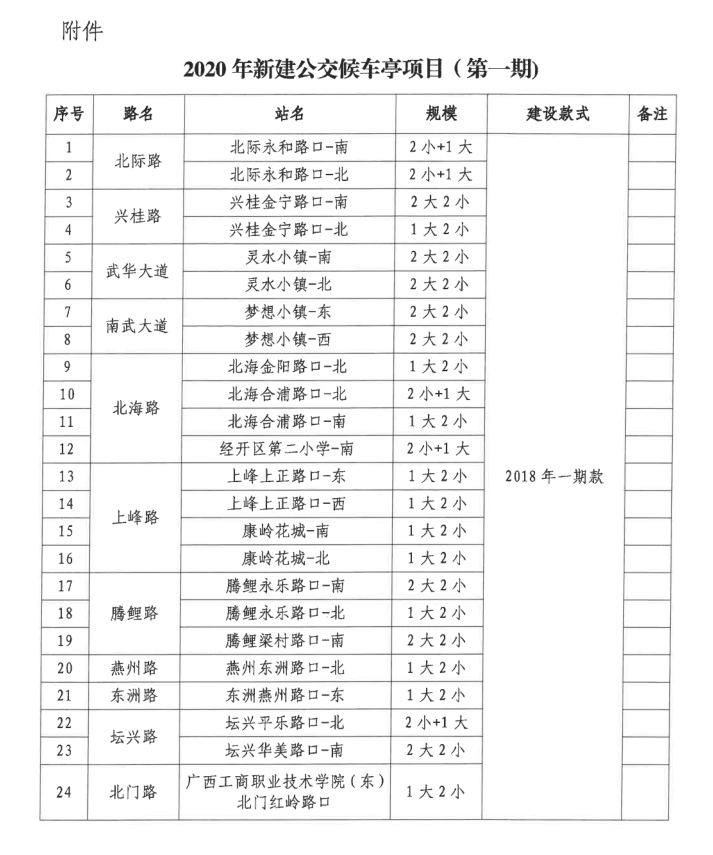 附件
2020 年新建公交候车亭项目（第一期)
序号 路名 站名 规模 建设款式 备注
1 北际路 北际永和路口-南 2 小+1 大
2 北际永和路口-北 2 小+1 大
3 兴桂路 兴桂金宁路口-南 2 大 2 小
4 兴桂金宁路口-北 1 大 2 小
5 武华大道 灵水小镇-南 2 大 2 小
6 灵水小镇-北 2 大 2 小
7 南武大道 梦想小镇-东 2 大 2 小
8 梦想小镇-西 2 大 2 小
9 北海路 北海金阳路口-北 1 大 2 小
10 北海合浦路口-北 2 小+1 大
11 北海合浦路口-南 1 大 2 小
12 经开区第二小学-南 2 小+1 大
13 上峰路 上峰上正路口-东 1 大 2 小 2018 年一期款
14 上峰上正路口-西 1 大 2 小
15 康岭花城-南 1 大 2 小
16 康岭花城-北 1 大 2 小
17 腾鲤路 腾鲤永乐路口-南 2 大 2 小
18 腾鲤永乐路口-北 1 大 2 小
19 腾鲤梁村路口-南 2 大 2 小
20 燕州路 燕州东洲路口-北 1 大 2 小
21 东洲路 东洲燕州路口-东 1 大 2 小
22 坛兴路 坛兴平乐路口-北 2 小+1 大
23 坛兴华美路口-南 2 大 2 小
24 北门路 广西工商职业技术学院（东） 1 大 2 小
北门红岭路口